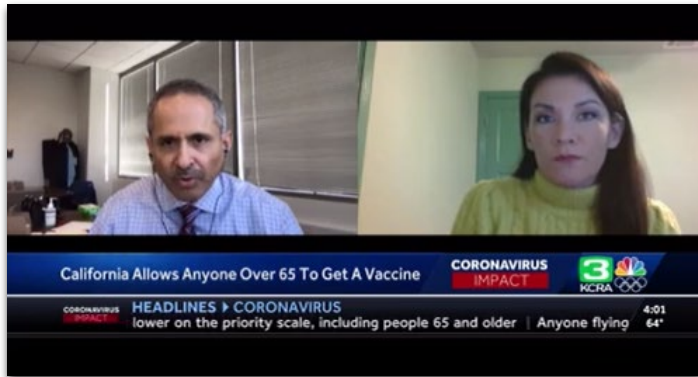 California Allows Anyone Over 65 To Get A Vaccine
CORONAVIRUS
IMPACT
3
KCRA
CORONAVIRUS
IMPACT
HEADLINES CORONAVIRUS
lower on the priority scale, including people 65 and older | Anyone flying
4:01
64°